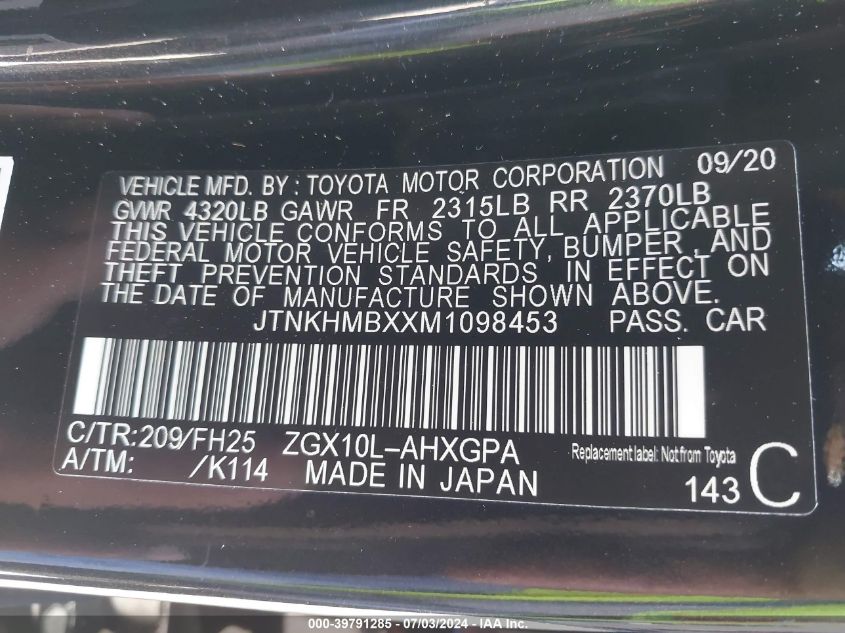 VEHICLE MFD. BY : TOYOTA MOTOR CORPORATION 09/20
GVWR 4320LB GAWR FR 2315LB RR 2370LB
THIS VEHICLE CONFORMS TO ALL APPLICABLE
FEDERAL MOTOR VEHICLE SAFETY, BUMPER, AND
THEFT PREVENTION STANDARDS IN EFFECT ON
THE DATE OF MANUFACTURE SHOWN ABOVE.
JTNKHMBXXM1098453 PASS. CAR
C/TR:209/FH25 ZGX10L-AHXGPA Replacement label: Not from Toyota
A/TM: /K114 MADE IN JAPAN 143 C
000-39791285 - 07/03/2024 - IAA Inc.